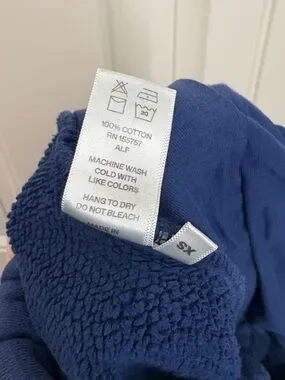 30
100% COTTON
RN 155757
ALF
MACHINE WASH
COLD WITH
LIKE COLORS
HANG TO DRY
DO NOT BLEACH
MADE IN
XS